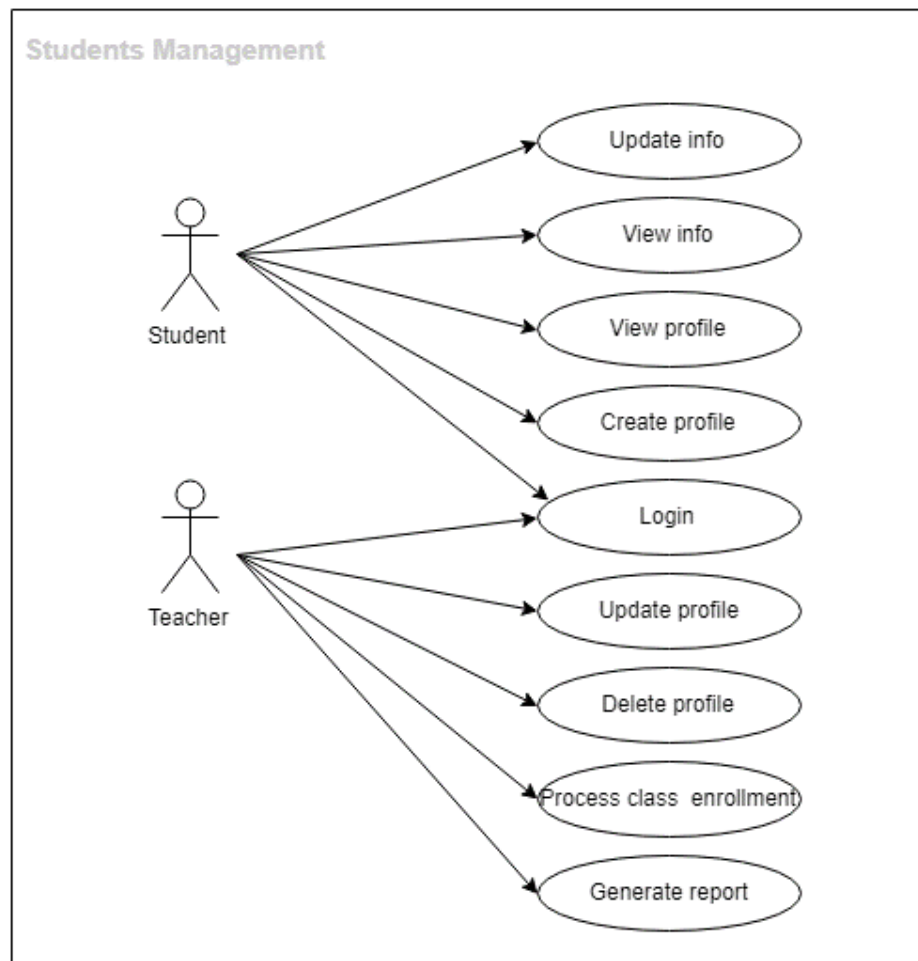 Students Management
Update info
View info
View profile
Student
Create profile
Login
Teacher
Update profile
Delete profile
Process class  enrollment
Generate report